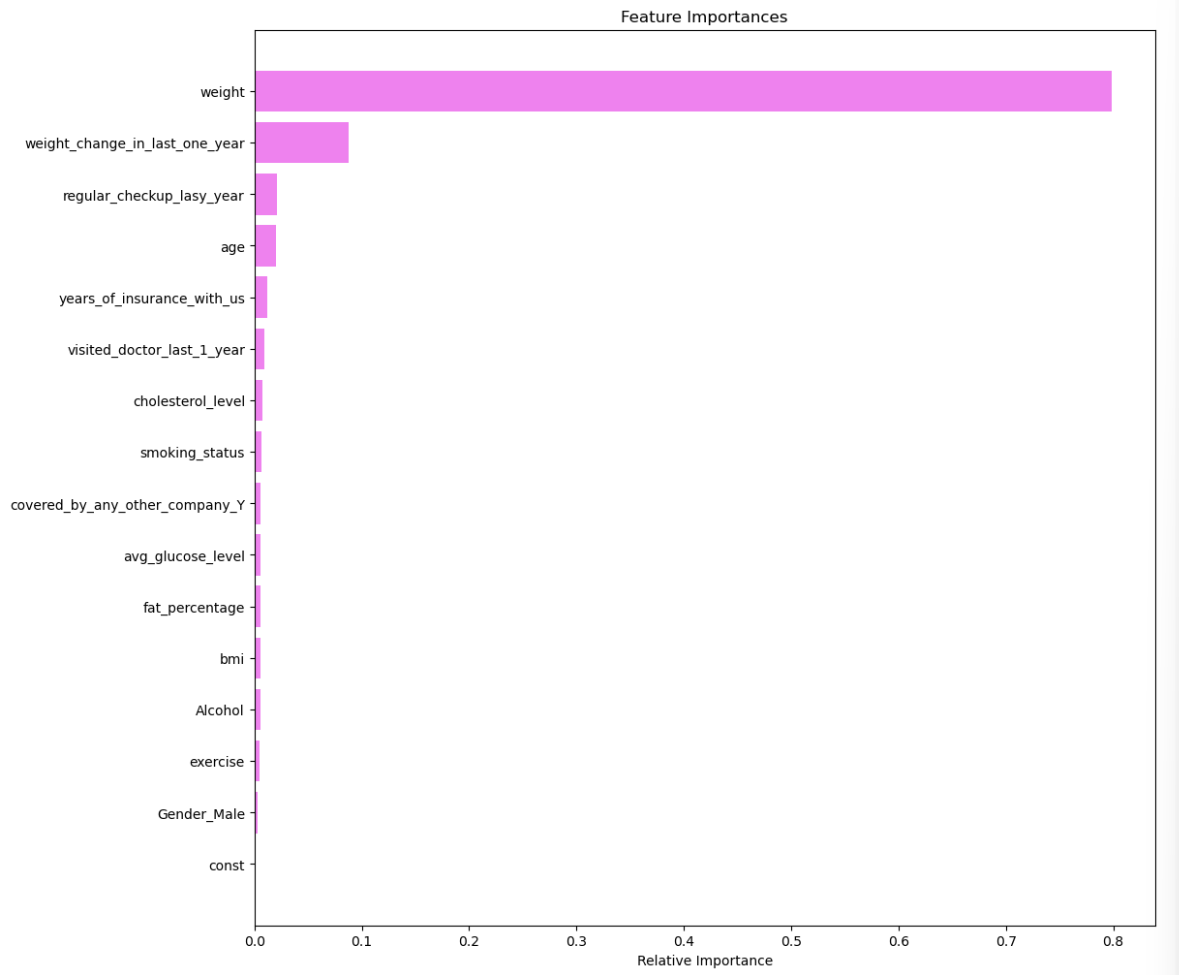 Feature Importances
weight
weight_change_in_last_one_year
regular_checkup_lasy_year
age
years_of_insurance_with_us
visited_doctor_last_1_year
cholesterol_level
smoking_status
covered_by_any_other_company_Y
avg_glucose_level
fat_percentage
bmi
Alcohol
exercise
Gender_Male
const
0.0 0.1 0.2 0.3 0.4 0.5 0.6 0.7 0.8
Relative Importance